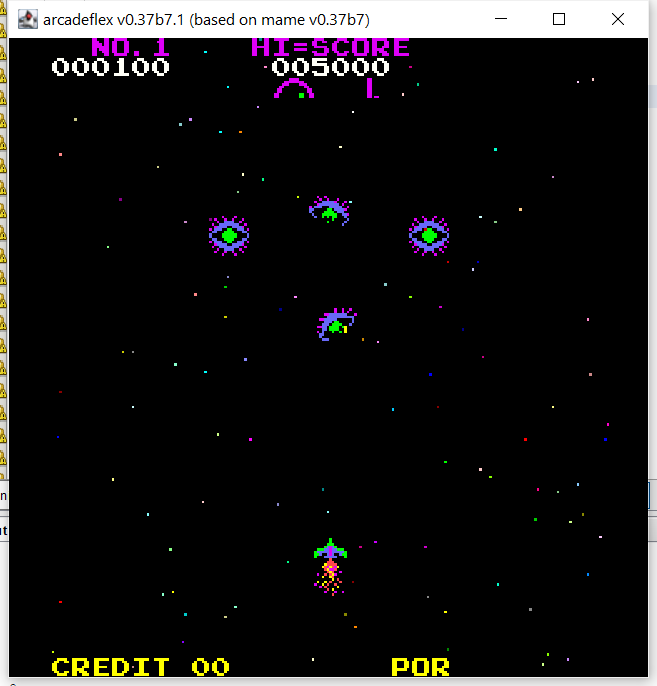 arcadeflex v0.37b7.1 (based on mame v0.37b7)
NO. 1 HI=SCORE
000100 005000
L
CREDIT 00 POR
n